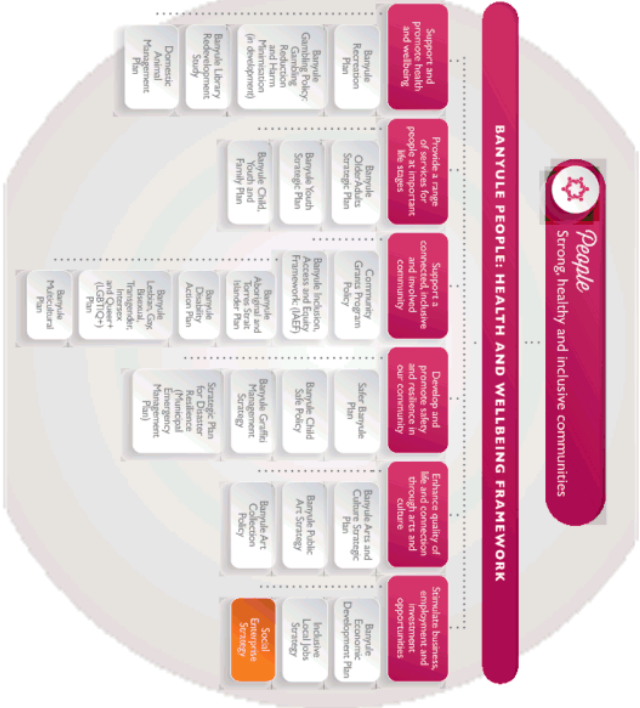 People
Strong, healthy and inclusive communities
BANYULE PEOPLE: HEALTH AND WELLBEING FRAMEWORK
Support and
promote health
and wellbeing
Banyule
Recreation
Plan
Banyule
Gambling Policy:
Gambling
Reduction
and Harm
Minimisation
(in development)
Banyule Library
Redevelopment
Study
Domestic
Animal
Management
Plan
Provide a range
of services for
people at important
life stages
Banyule
Older Adults
Strategic Plan
Banyule Youth
Strategic Plan
Banyule Child,
Youth and
Family Plan
Support a
connected, inclusive
and involved
community
Community
Grants Program
Policy
Banyule Inclusion,
Access and Equity
Framework: (IAEF)
Banyule
Aboriginal and
Torres Strait
Islander Plan
Banyule
Disability
Action Plan
Banyule
Lesbian, Gay,
Bisexual,
Transgender,
Intersex
and Queer+
(LGBTIQ+)
Plan
Banyule
Multicultural
Plan
Develop and
promote safety
and resilience in
our community
Safer Banyule
Plan
Banyule Child
Safe Policy
Banyule Graffiti
Management
Strategy
Strategic Plan
for Disaster
Resilience
(Municipal
Emergency
Management
Plan)
Enhance quality of
life and connection
through arts and
culture
Banyule Arts and
Culture Strategic
Plan
Banyule Public
Art Strategy
Banyule Art
Collection
Policy
Stimulate business,
employment and
investment
opportunities
Banyule
Economic
Development Plan
Inclusive
Local Jobs
Strategy
Social
Enterprise
Strategy